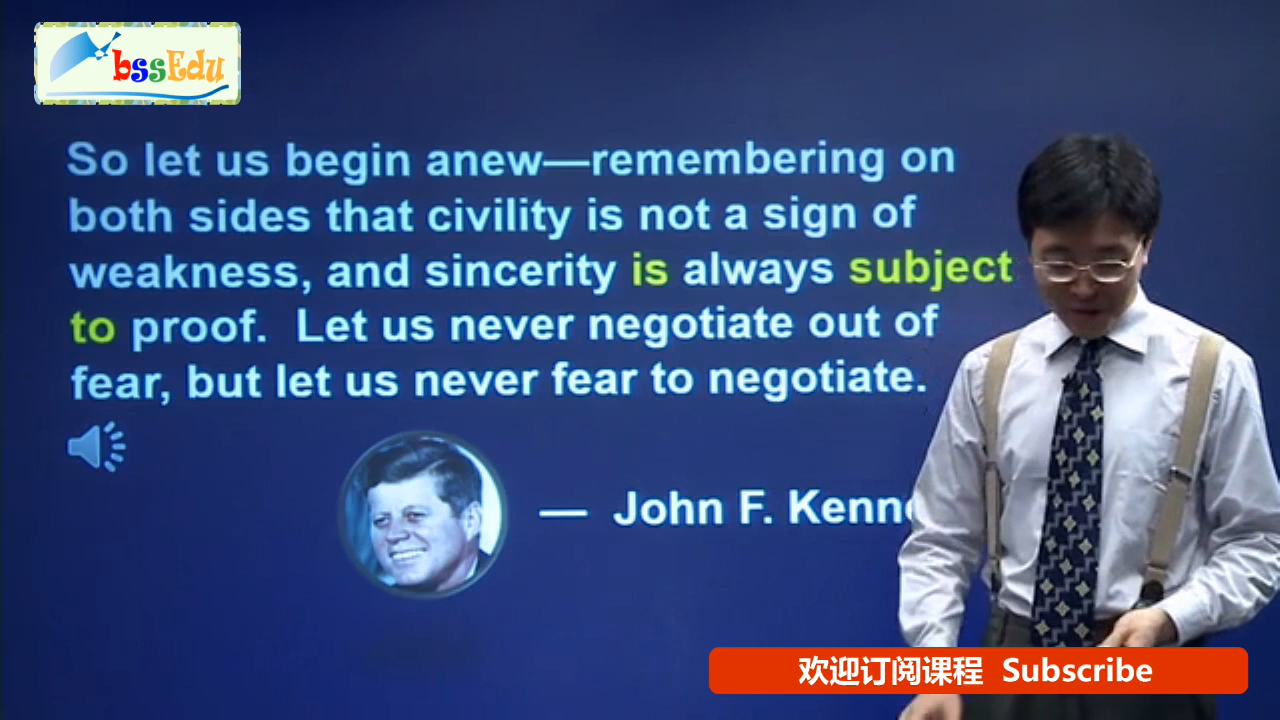 bssEdu
So let us begin anew—remembering on
both sides that civility is not a sign of
weakness, and sincerity is always subject
to proof. Let us never negotiate out of
fear, but let us never fear to negotiate.
— John F. Kenne
欢迎订阅课程 Subscribe